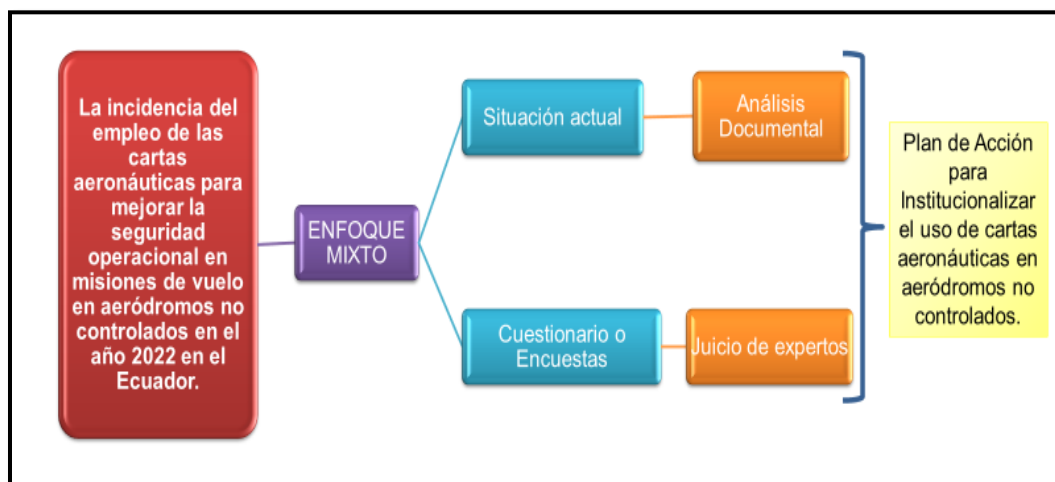 La incidencia del
empleo de las
cartas
aeronáuticas para
mejorar la
seguridad
operacional en
misiones de vuelo
en aeródromos no
controlados en el
año 2022 en el
Ecuador.
ENFOQUE
MIXTO
Situación actual
Análisis
Documental
Cuestionario o
Encuestas
Juicio de expertos
Plan de Acción
para
Institucionalizar
el uso de cartas
aeronáuticas en
aeródromos no
controlados.